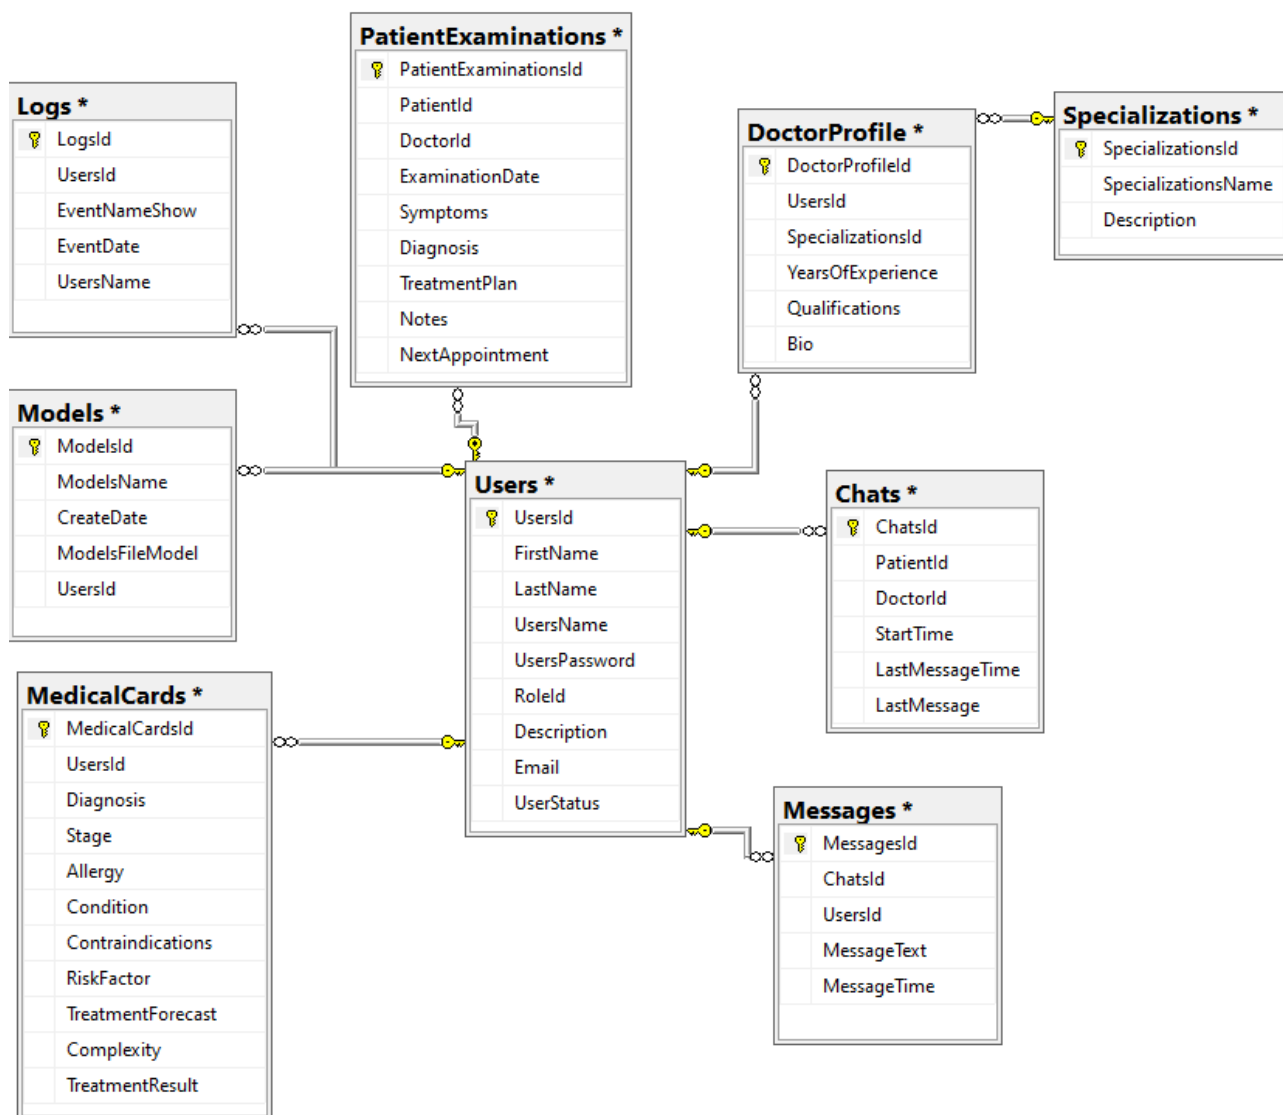 PatientExaminations *
PatientExaminationsId
PatientId
DoctorId
ExaminationDate
Symptoms
Diagnosis
TreatmentPlan
Notes
NextAppointment
Logs *
LogsId
UsersId
EventNameShow
EventDate
UsersName
DoctorProfile *
DoctorProfileId
UsersId
SpecializationsId
YearsOfExperience
Qualifications
Bio
Specializations *
SpecializationsId
SpecializationsName
Description
Models *
ModelsId
ModelsName
CreateDate
ModelsFileModel
UsersId
Users *
UsersId
FirstName
LastName
UsersName
UsersPassword
RoleId
Description
Email
UserStatus
Chats *
ChatsId
PatientId
DoctorId
StartTime
LastMessageTime
LastMessage
MedicalCards *
MedicalCardsId
UsersId
Diagnosis
Stage
Allergy
Condition
Contraindications
RiskFactor
TreatmentForecast
Complexity
TreatmentResult
Messages *
MessagesId
ChatsId
UsersId
MessageText
MessageTime